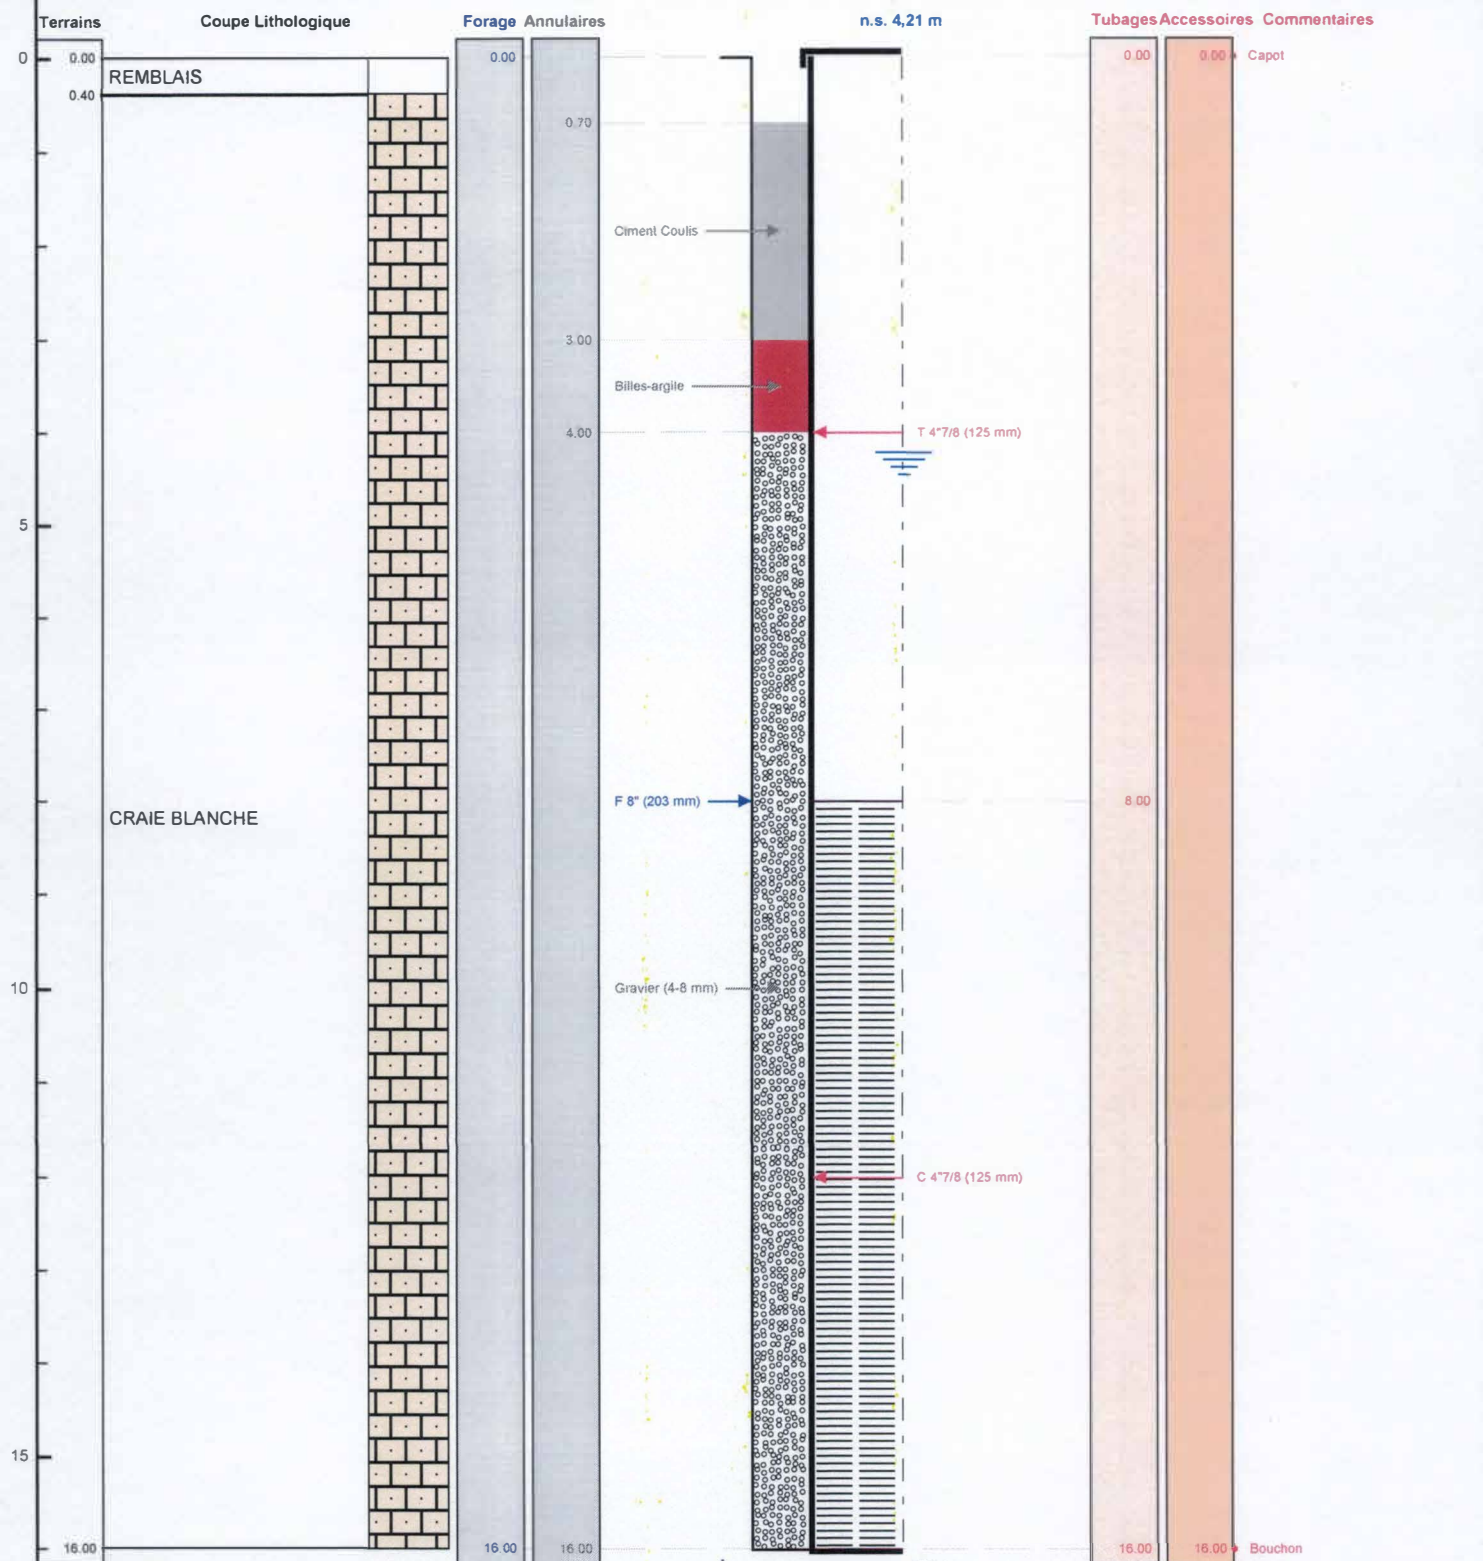 Terrains Coupe Lithologique Forage Annulaires n.s. 4,21 m Tubages Accessoires Commentaires
0 0.00 0.00 0.00 0.00 Capot
REMBLAIS
0.40
0.70
Ciment Coulis
3.00
Billes-argile
4.00 T 4"7/8 (125 mm)
5
F 8" (203 mm) 8.00
CRAIE BLANCHE
10 Gravier (4-8 mm)
C 4"7/8 (125 mm)
15
16.00 16.00 16.00 16.00 16.00 Bouchon